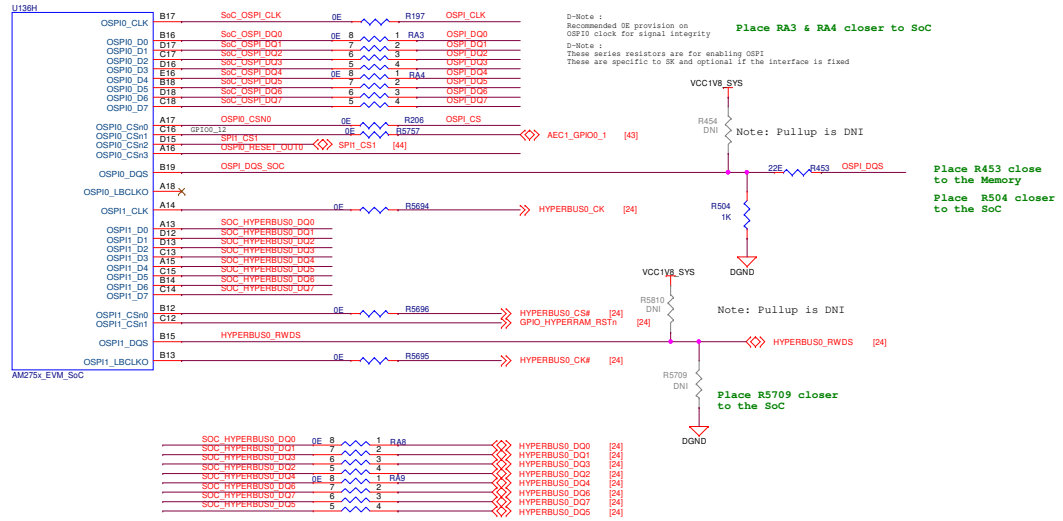 U136H
OSPI0_CLK B17 SoC_OSPI_CLK 0E R197 OSPI_CLK
OSPI0_D0 B16 SoC_OSPI_DQ0 0E 8 1 RA3 OSPI_DQ0
OSPI0_D1 D17 SoC_OSPI_DQ1 7 2 OSPI_DQ1
OSPI0_D2 C17 SoC_OSPI_DQ2 6 3 OSPI_DQ2
OSPI0_D3 D16 SoC_OSPI_DQ3 5 4 OSPI_DQ3
OSPI0_D4 E16 SoC_OSPI_DQ4 0E 8 1 RA4 OSPI_DQ4
OSPI0_D5 B18 SoC_OSPI_DQ5 7 2 OSPI_DQ5
OSPI0_D6 D18 SoC_OSPI_DQ6 6 3 OSPI_DQ6
OSPI0_D7 C18 SoC_OSPI_DQ7 5 4 OSPI_DQ7
OSPI0_CSn0 A17 OSPI0_CSN0 0E R206 OSPI_CS
OSPI0_CSn1 C16 GPIO0_12 0E R5757 AEC1_GPIO0_1 [43]
OSPI0_CSn2 D15 SPI1_CS1 SPI1_CS1 [44]
OSPI0_CSn3 A16 OSPI0_RESET_OUT0
OSPI0_DQS B19 OSPI_DQS_SOC 22E R453 OSPI_DQS
OSPI0_LBCLKO A18
OSPI1_CLK A14 0E R5694 HYPERBUS0_CK [24]
OSPI1_D0 A13 SOC_HYPERBUS0_DQ0
OSPI1_D1 D12 SOC_HYPERBUS0_DQ1
OSPI1_D2 D13 SOC_HYPERBUS0_DQ2
OSPI1_D3 C13 SOC_HYPERBUS0_DQ3
OSPI1_D4 A15 SOC_HYPERBUS0_DQ4
OSPI1_D5 C15 SOC_HYPERBUS0_DQ5
OSPI1_D6 B14 SOC_HYPERBUS0_DQ6
OSPI1_D7 C14 SOC_HYPERBUS0_DQ7
OSPI1_CSn0 B12 0E R5696 HYPERBUS0_CS# [24]
OSPI1_CSn1 C12 GPIO_HYPERRAM_RSTn [24]
OSPI1_DQS B15 HYPERBUS0_RWDS HYPERBUS0_RWDS [24]
OSPI1_LBCLKO B13 0E R5695 HYPERBUS0_CK# [24]
AM275x_EVM_SoC
D-Note :
Recommended 0E provision on
OSPI0 clock for signal integrity
D-Note :
These series resistors are for enabling OSPI
These are specific to SK and optional if the interface is fixed
Place RA3 & RA4 closer to SoC
VCC1V8_SYS
R454
DNI
Note: Pullup is DNI
Place R453 close
to the Memory
Place R504 closer
to the SoC
R504
1K
DGND
VCC1V8_SYS
R5810
DNI
Note: Pullup is DNI
R5709
DNI
Place R5709 closer
to the SoC
DGND
SOC_HYPERBUS0_DQ0 0E 8 1 RA8 HYPERBUS0_DQ0 [24]
SOC_HYPERBUS0_DQ1 7 2 HYPERBUS0_DQ1 [24]
SOC_HYPERBUS0_DQ3 6 3 HYPERBUS0_DQ3 [24]
SOC_HYPERBUS0_DQ2 5 4 HYPERBUS0_DQ2 [24]
SOC_HYPERBUS0_DQ4 0E 8 1 RA9 HYPERBUS0_DQ4 [24]
SOC_HYPERBUS0_DQ6 7 2 HYPERBUS0_DQ6 [24]
SOC_HYPERBUS0_DQ7 6 3 HYPERBUS0_DQ7 [24]
SOC_HYPERBUS0_DQ5 5 4 HYPERBUS0_DQ5 [24]